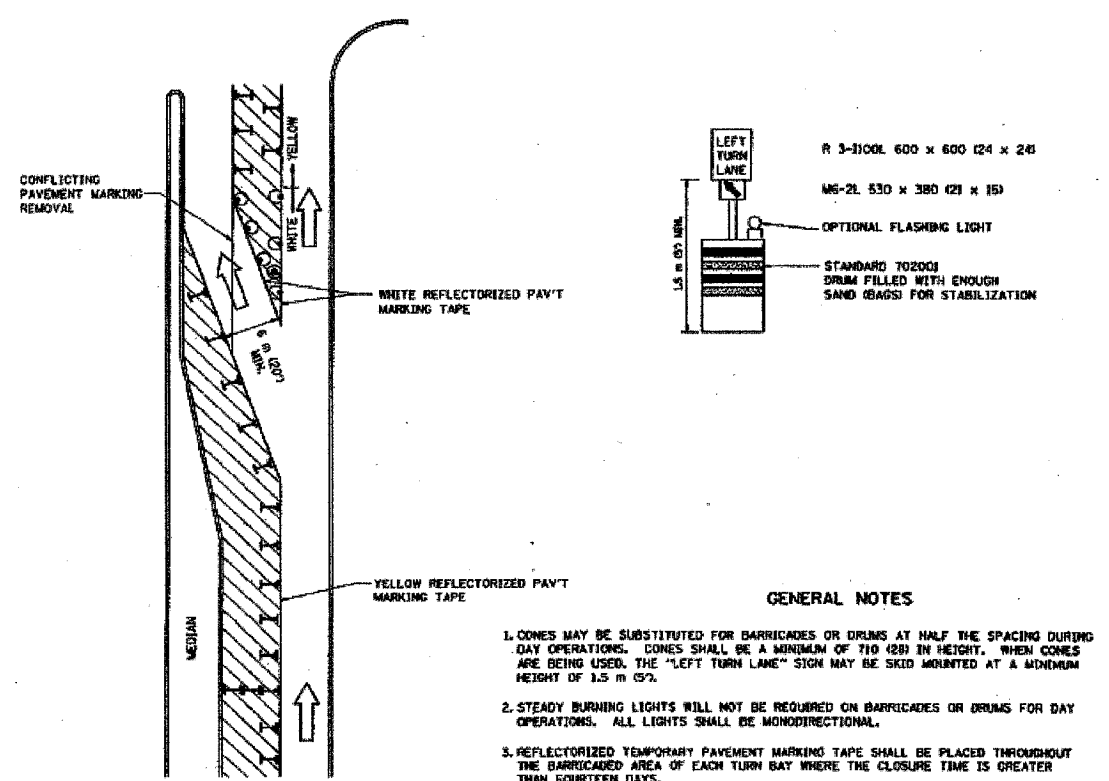 CONFLICTING
PAVEMENT MARKING
REMOVAL
YELLOW
WHITE
WHITE REFLECTORIZED PAV'T
MARKING TAPE
6 m (20')
MIN.
YELLOW REFLECTORIZED PAV'T
MARKING TAPE
MEDIAN
LEFT
TURN
LANE
R 3-I100L 600 x 600 (24 x 24)
M6-2L 530 x 380 (21 x 15)
OPTIONAL FLASHING LIGHT
1.5 m (5') MIN.
STANDARD 702001
DRUM FILLED WITH ENOUGH
SAND (BAGS) FOR STABILIZATION
GENERAL NOTES
1. CONES MAY BE SUBSTITUTED FOR BARRICADES OR DRUMS AT HALF THE SPACING DURING
DAY OPERATIONS. CONES SHALL BE A MINIMUM OF 710 (28) IN HEIGHT. WHEN CONES
ARE BEING USED, THE "LEFT TURN LANE" SIGN MAY BE SKID MOUNTED AT A MINIMUM
HEIGHT OF 1.5 m (5').
2. STEADY BURNING LIGHTS WILL NOT BE REQUIRED ON BARRICADES OR DRUMS FOR DAY
OPERATIONS. ALL LIGHTS SHALL BE MONODIRECTIONAL.
3. REFLECTORIZED TEMPORARY PAVEMENT MARKING TAPE SHALL BE PLACED THROUGHOUT
THE BARRICADED AREA OF EACH TURN BAY WHERE THE CLOSURE TIME IS GREATER
THAN FOURTEEN DAYS.